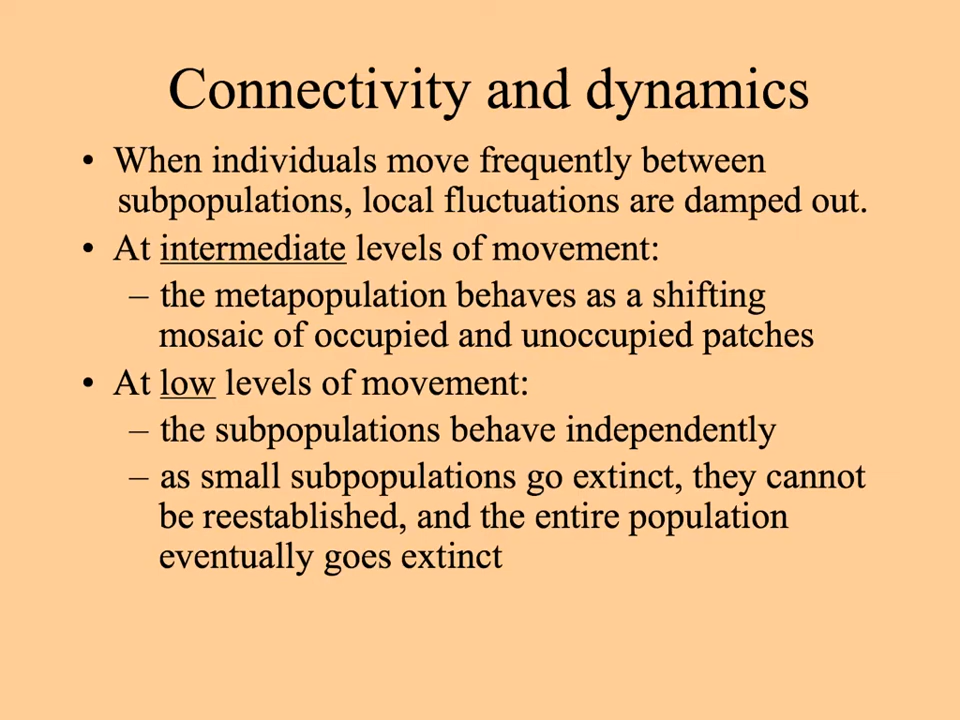 Connectivity and dynamics
• When individuals move frequently between
subpopulations, local fluctuations are damped out.
• At intermediate levels of movement:
– the metapopulation behaves as a shifting
mosaic of occupied and unoccupied patches
• At low levels of movement:
– the subpopulations behave independently
– as small subpopulations go extinct, they cannot
be reestablished, and the entire population
eventually goes extinct